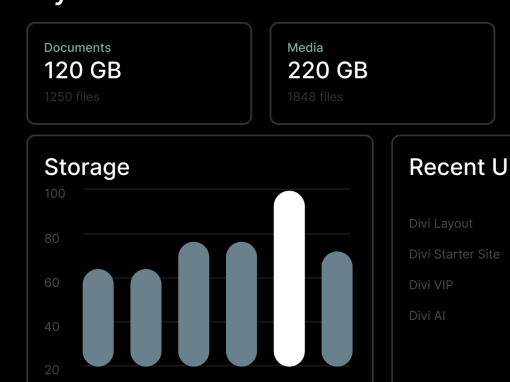 Documents
120 GB
1250 files
Media
220 GB
1848 files
Storage
100
80
60
40
20
Recent U
Divi Layout
Divi Starter Site
Divi VIP
Divi AI